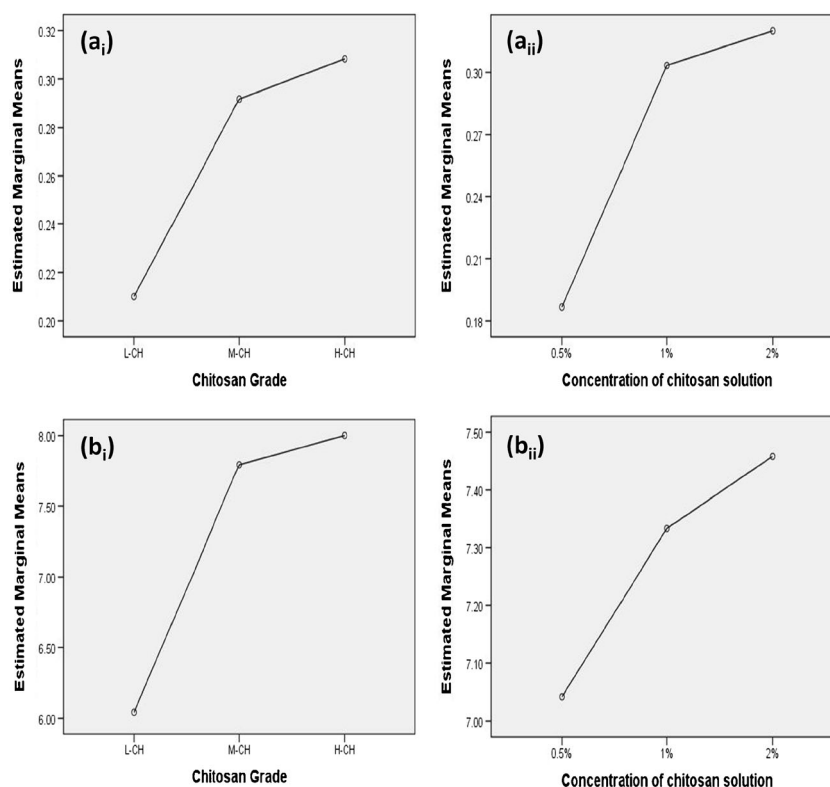 (ai)
Estimated Marginal Means
0.32
0.30
0.28
0.26
0.24
0.22
0.20
L-CH M-CH H-CH
Chitosan Grade
(aii)
Estimated Marginal Means
0.30
0.27
0.24
0.21
0.18
0.5% 1% 2%
Concentration of chitosan solution
(bi)
Estimated Marginal Means
8.00
7.50
7.00
6.50
6.00
L-CH M-CH H-CH
Chitosan Grade
(bii)
Estimated Marginal Means
7.50
7.40
7.30
7.20
7.10
7.00
0.5% 1% 2%
Concentration of chitosan solution